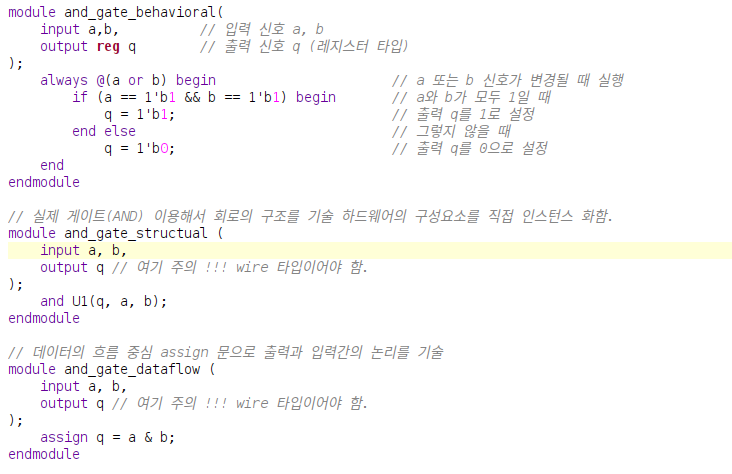 module and_gate_behavioral(
    input a,b,          // 입력 신호 a, b
    output reg q        // 출력 신호 q (레지스터 타입)
);
    always @(a or b) begin                      // a 또는 b 신호가 변경될 때 실행
        if (a == 1'b1 && b == 1'b1) begin       // a와 b가 모두 1일 때
            q = 1'b1;                           // 출력 q를 1로 설정
        end else                                // 그렇지 않을 때
            q = 1'b0;                           // 출력 q를 0으로 설정
    end
endmodule

// 실제 게이트(AND) 이용해서 회로의 구조를 기술 하드웨어의 구성요소를 직접 인스턴스 화함.
module and_gate_structual (
    input a, b,
    output q // 여기 주의 !!! wire 타입이어야 함.
);
    and U1(q, a, b);
endmodule

// 데이터의 흐름 중심 assign 문으로 출력과 입력간의 논리를 기술
module and_gate_dataflow (
    input a, b,
    output q // 여기 주의 !!! wire 타입이어야 함.
);
    assign q = a & b;
endmodule